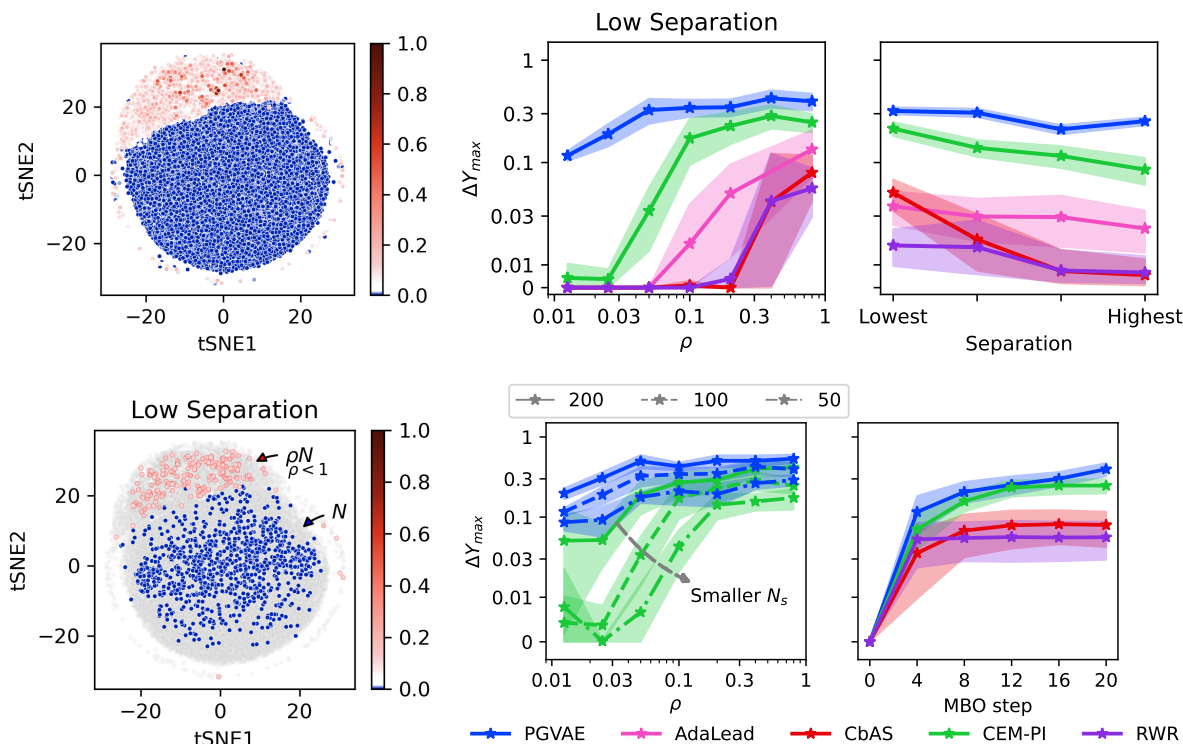 Low Separation
1.0
0.8
0.6
0.4
0.2
0.0
20
0
−20
tSNE2
−20
0
20
tSNE1
1
0.3
0.1
0.03
0.01
0
ΔY_max
0.01
0.03
0.1
0.3
1
ρ
Lowest
Highest
Separation
Low Separation
ρN
ρ < 1
N
1.0
0.8
0.6
0.4
0.2
0.0
20
0
−20
tSNE2
−20
0
20
tSNE1
200
100
50
1
0.3
0.1
0.03
0.01
0
ΔY_max
Smaller N_s
0.01
0.03
0.1
0.3
1
ρ
0
4
8
12
16
20
MBO step
PGVAE
AdaLead
CbAS
CEM-PI
RWR